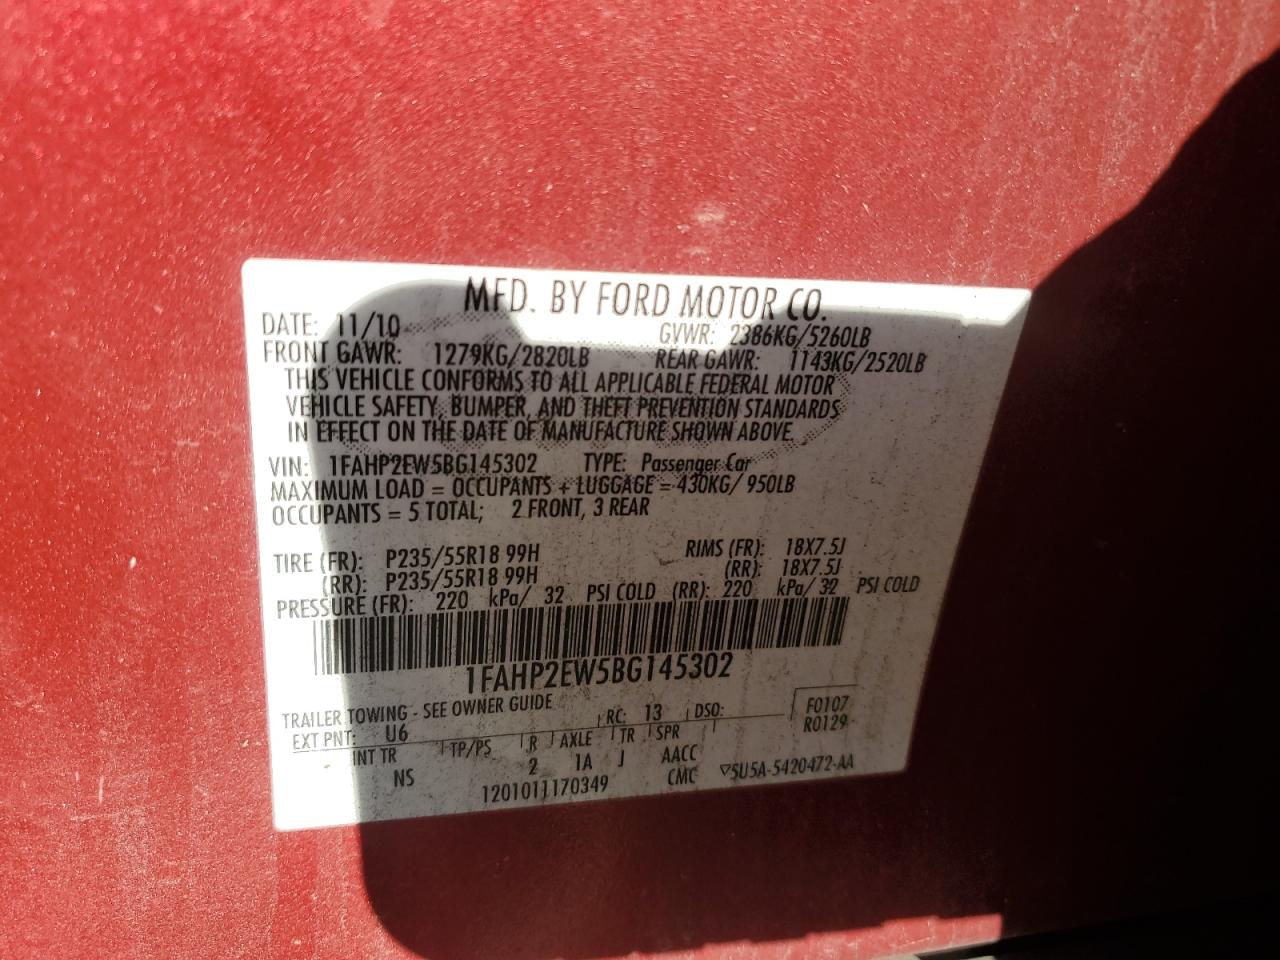 MFD. BY FORD MOTOR CO.
DATE: 11/10 GVWR: 2386KG/5260LB
FRONT GAWR: 1279KG/2820LB REAR GAWR: 1143KG/2520LB
THIS VEHICLE CONFORMS TO ALL APPLICABLE FEDERAL MOTOR
VEHICLE SAFETY, BUMPER, AND THEFT PREVENTION STANDARDS
IN EFFECT ON THE DATE OF MANUFACTURE SHOWN ABOVE.
VIN: 1FAHP2EW5BG145302 TYPE: Passenger Car
MAXIMUM LOAD = OCCUPANTS + LUGGAGE = 430KG/ 950LB
OCCUPANTS = 5 TOTAL; 2 FRONT, 3 REAR
TIRE (FR): P235/55R18 99H RIMS (FR): 18X7.5J
(RR): P235/55R18 99H (RR): 18X7.5J
PRESSURE (FR): 220 kPa/ 32 PSI COLD (RR): 220 kPa/ 32 PSI COLD
1FAHP2EW5BG145302
TRAILER TOWING - SEE OWNER GUIDE
EXT PNT: U6 RC: 13 DSO: F0107
R0129
INT TR TP/PS R AXLE TR SPR
NS 2 1A J AACC
1201011170349 CMC ▽5U5A-5420472-AA